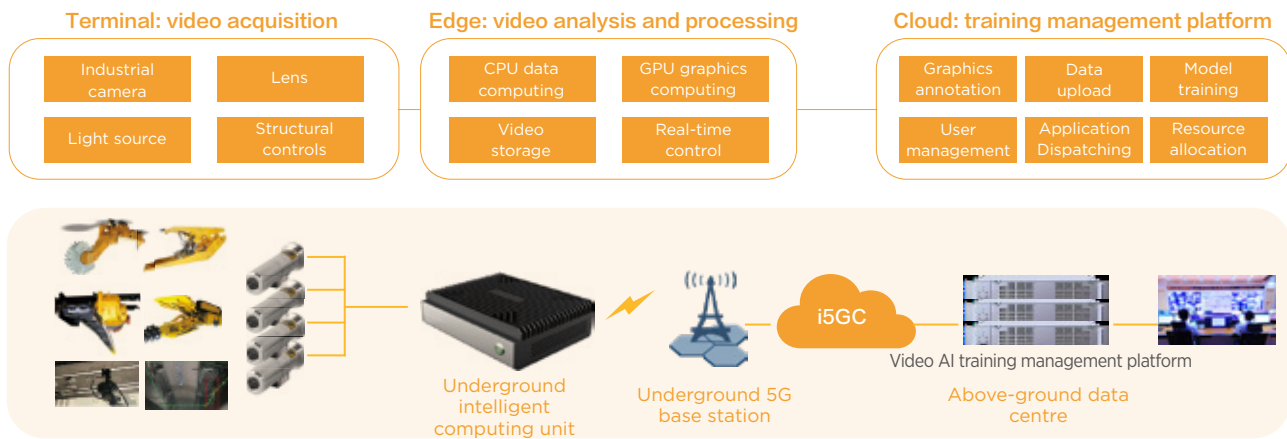 Terminal: video acquisition
Industrial
camera
Lens
Light source
Structural
controls
Edge: video analysis and processing
CPU data
computing
GPU graphics
computing
Video
storage
Real-time
control
Cloud: training management platform
Graphics
annotation
Data
upload
Model
training
User
management
Application
Dispatching
Resource
allocation
i5GC
Video AI training management platform
Underground
intelligent
computing unit
Underground 5G
base station
Above-ground data
centre